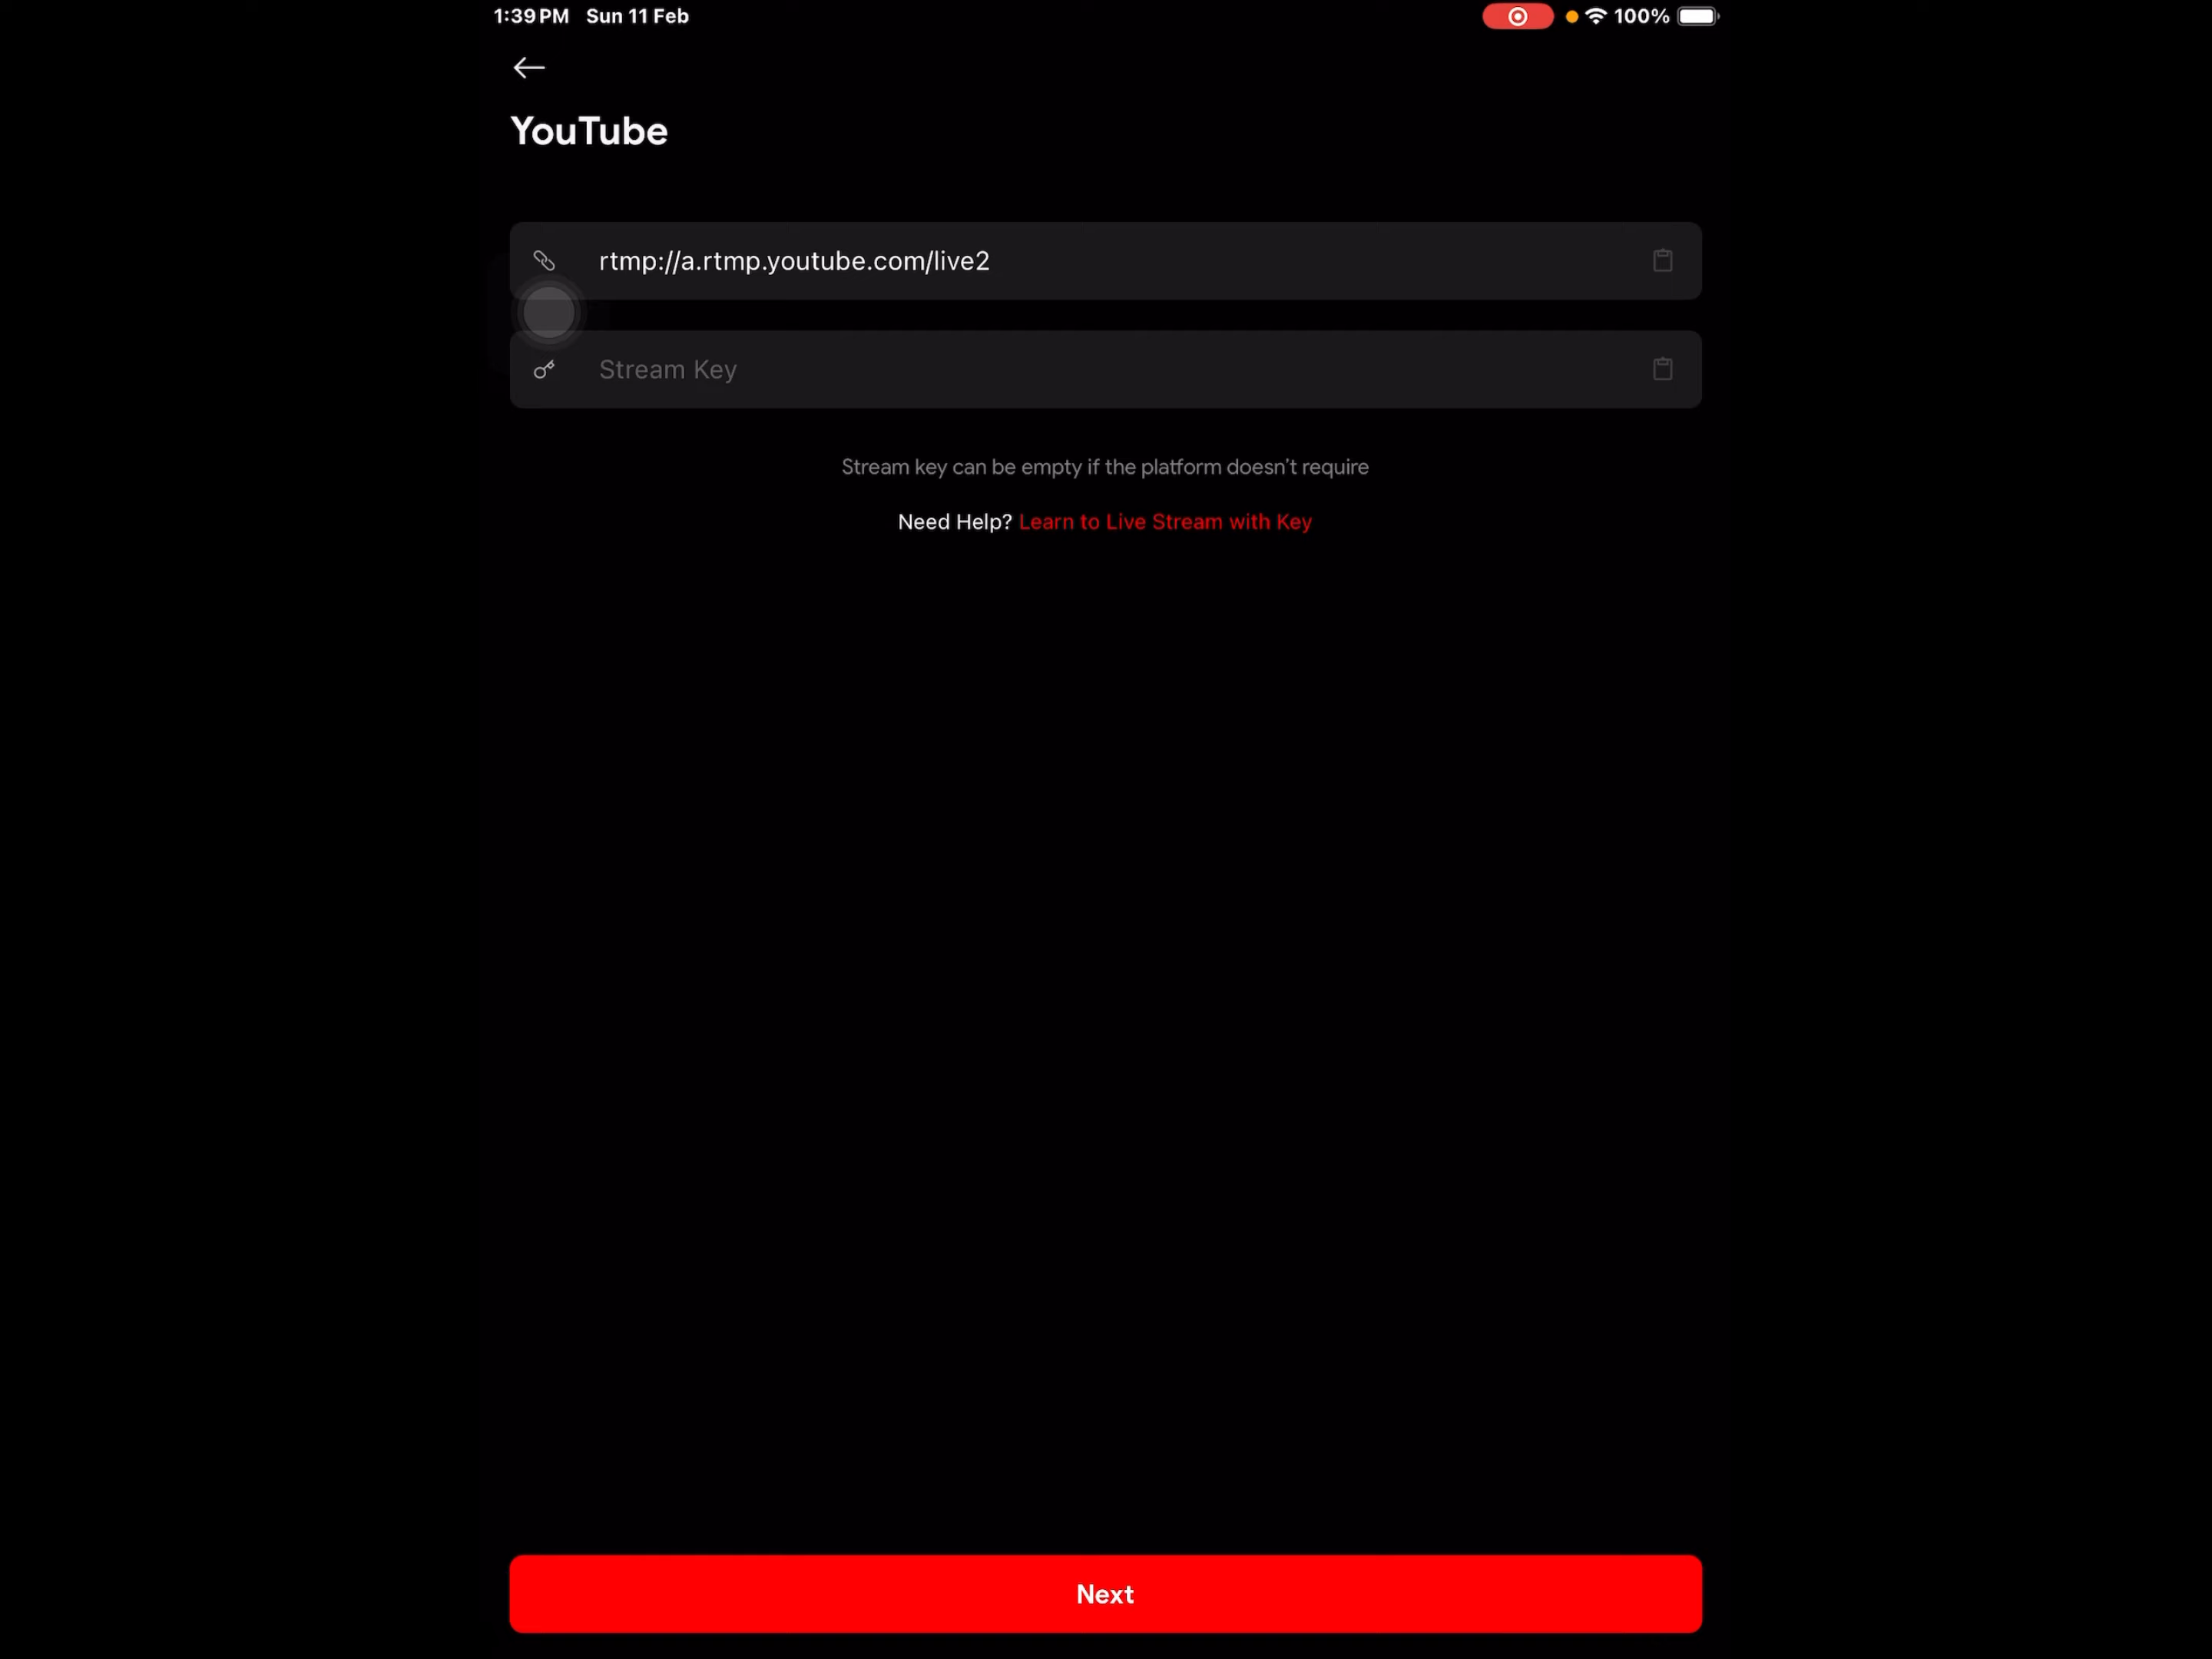 1:39 PM Sun 11 Feb 100%
YouTube
rtmp://a.rtmp.youtube.com/live2
Stream Key
Stream key can be empty if the platform doesn't require
Need Help? Learn to Live Stream with Key
Next